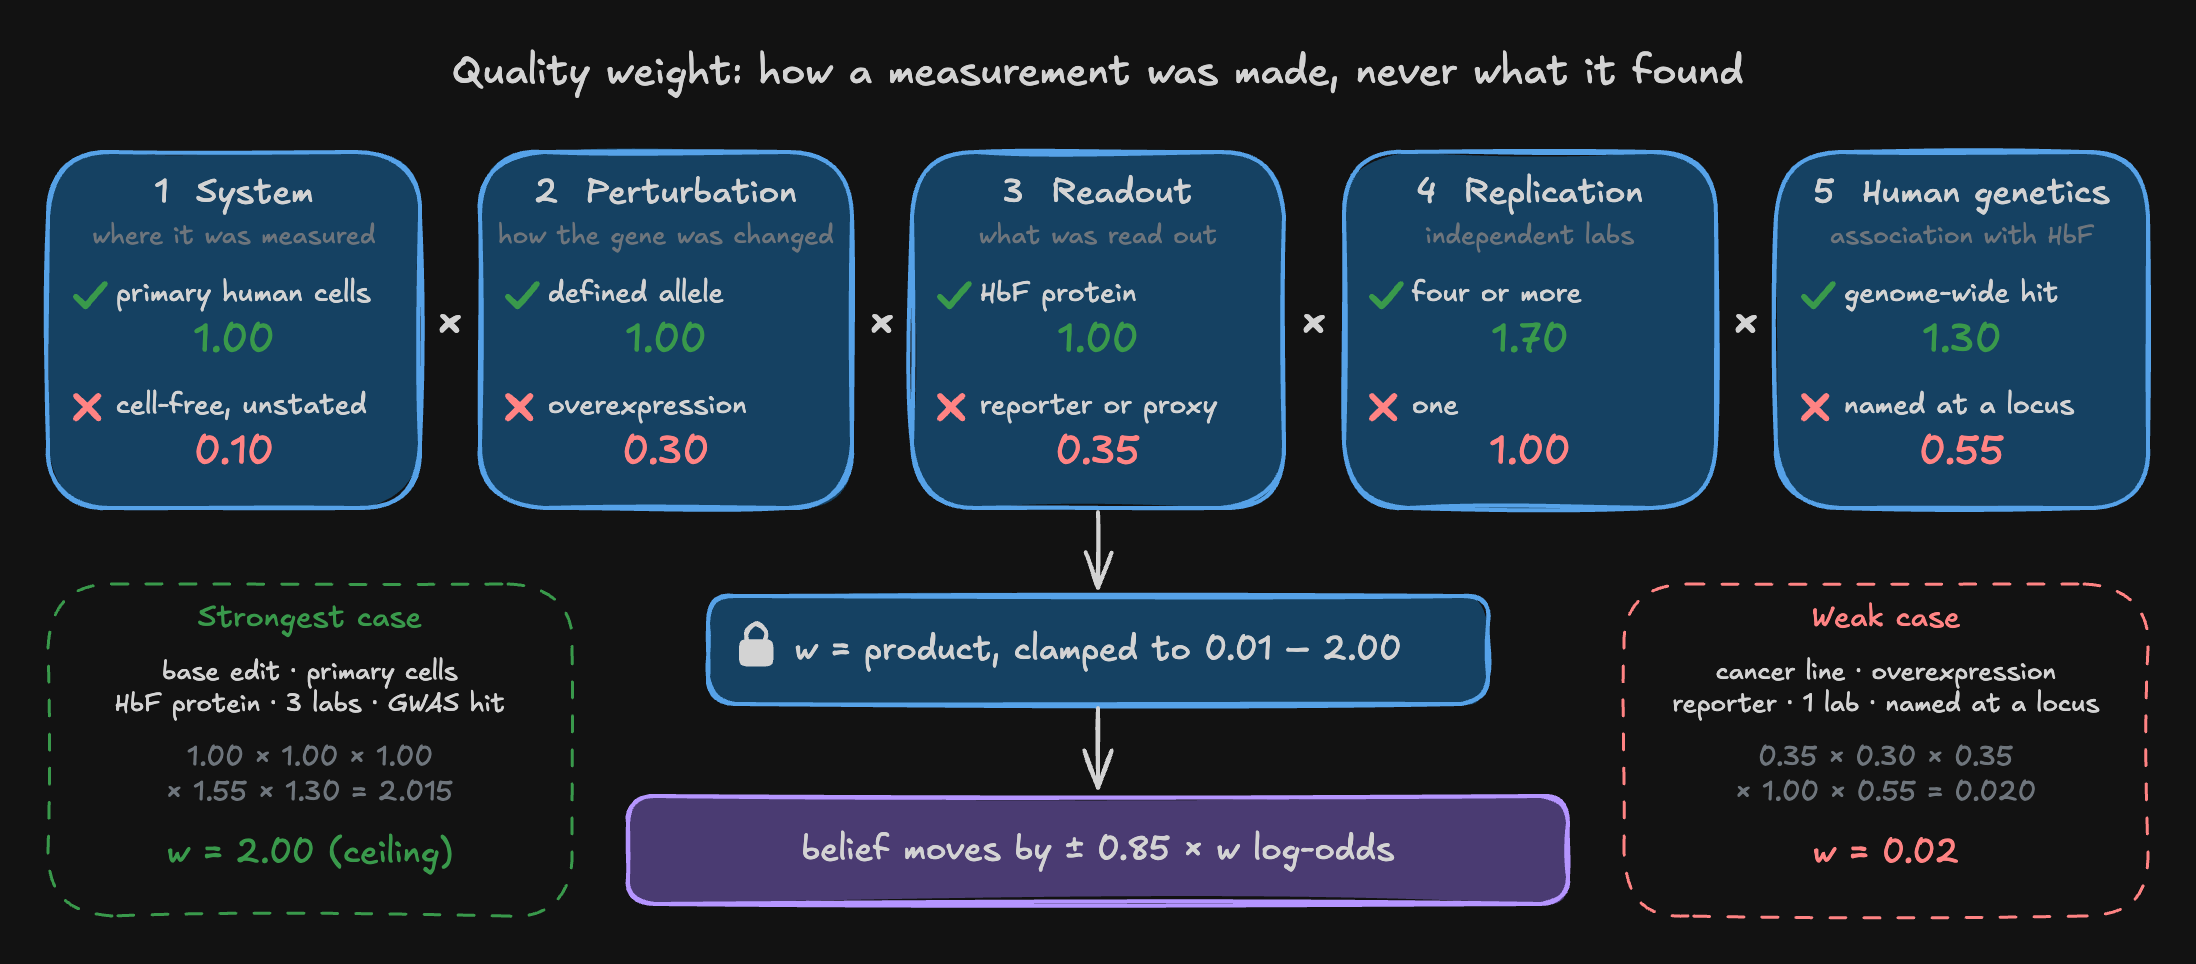 Quality weight: how a measurement was made, never what it found
1 System
where it was measured
✓ primary human cells
1.00
✗ cell-free, unstated
0.10
×
2 Perturbation
how the gene was changed
✓ defined allele
1.00
✗ overexpression
0.30
×
3 Readout
what was read out
✓ HbF protein
1.00
✗ reporter or proxy
0.35
×
4 Replication
independent labs
✓ four or more
1.70
✗ one
1.00
×
5 Human genetics
association with HbF
✓ genome-wide hit
1.30
✗ named at a locus
0.55
Strongest case
base edit · primary cells
HbF protein · 3 labs · GWAS hit
1.00 × 1.00 × 1.00
× 1.55 × 1.30 = 2.015
w = 2.00 (ceiling)
w = product, clamped to 0.01 – 2.00
belief moves by ± 0.85 × w log-odds
Weak case
cancer line · overexpression
reporter · 1 lab · named at a locus
0.35 × 0.30 × 0.35
× 1.00 × 0.55 = 0.020
w = 0.02